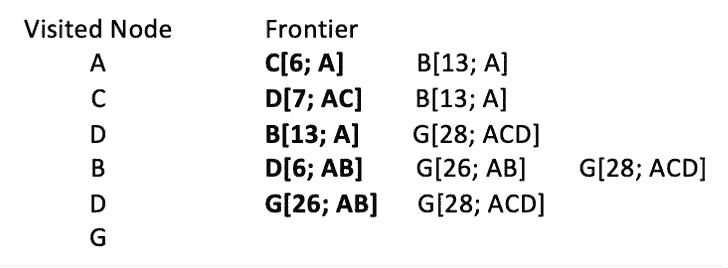 Visited Node Frontier
A C[6; A] B[13; A]
C D[7; AC] B[13; A]
D B[13; A] G[28; ACD]
B D[6; AB] G[26; AB] G[28; ACD]
D G[26; AB] G[28; ACD]
G